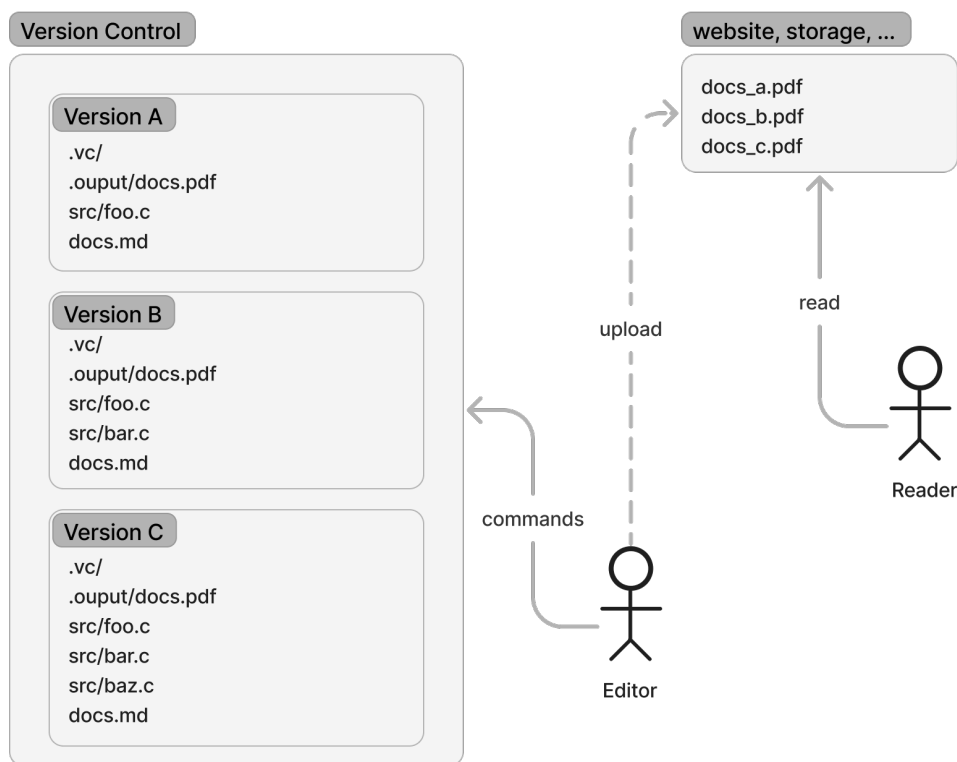 Version Control
Version A
.vc/
.ouput/docs.pdf
src/foo.c
docs.md
Version B
.vc/
.ouput/docs.pdf
src/foo.c
src/bar.c
docs.md
Version C
.vc/
.ouput/docs.pdf
src/foo.c
src/bar.c
src/baz.c
docs.md
commands
upload
Editor
website, storage, ...
docs_a.pdf
docs_b.pdf
docs_c.pdf
read
Reader